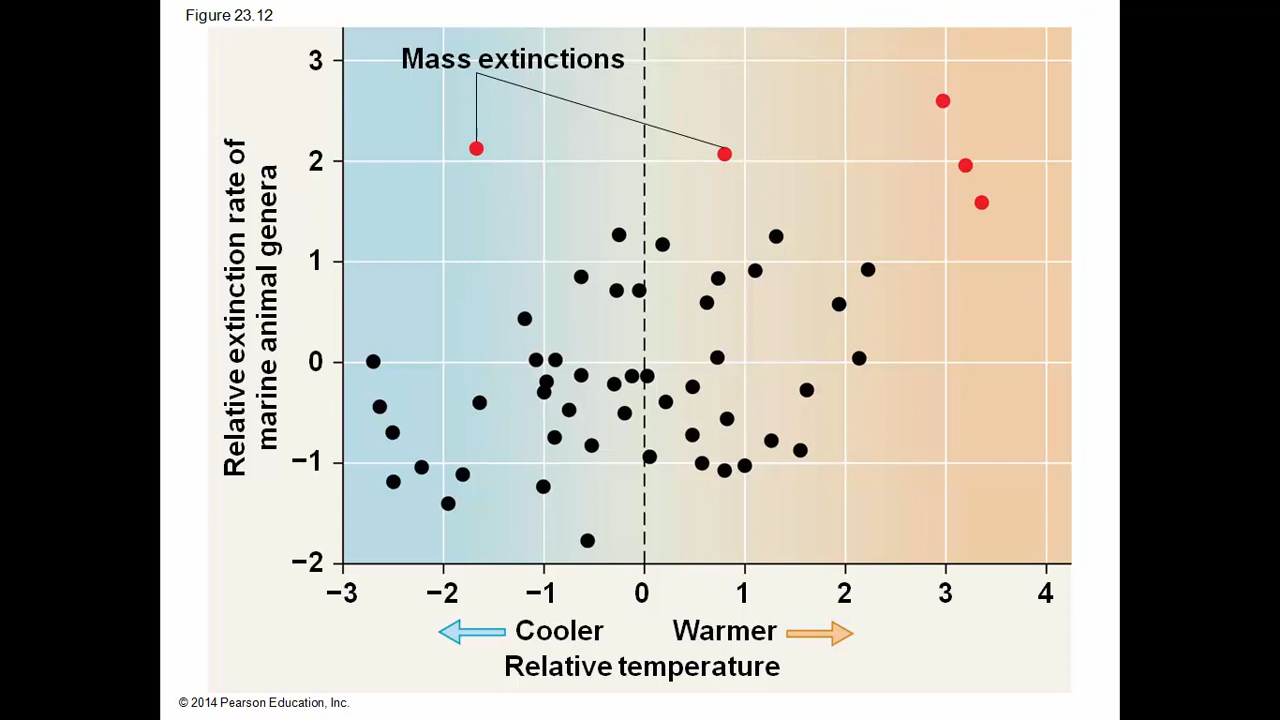 Figure 23.12
Mass extinctions
Relative extinction rate of
marine animal genera
3
2
1
0
−1
−2
−3
−2
−1
0
1
2
3
4
Cooler
Warmer
Relative temperature
© 2014 Pearson Education, Inc.